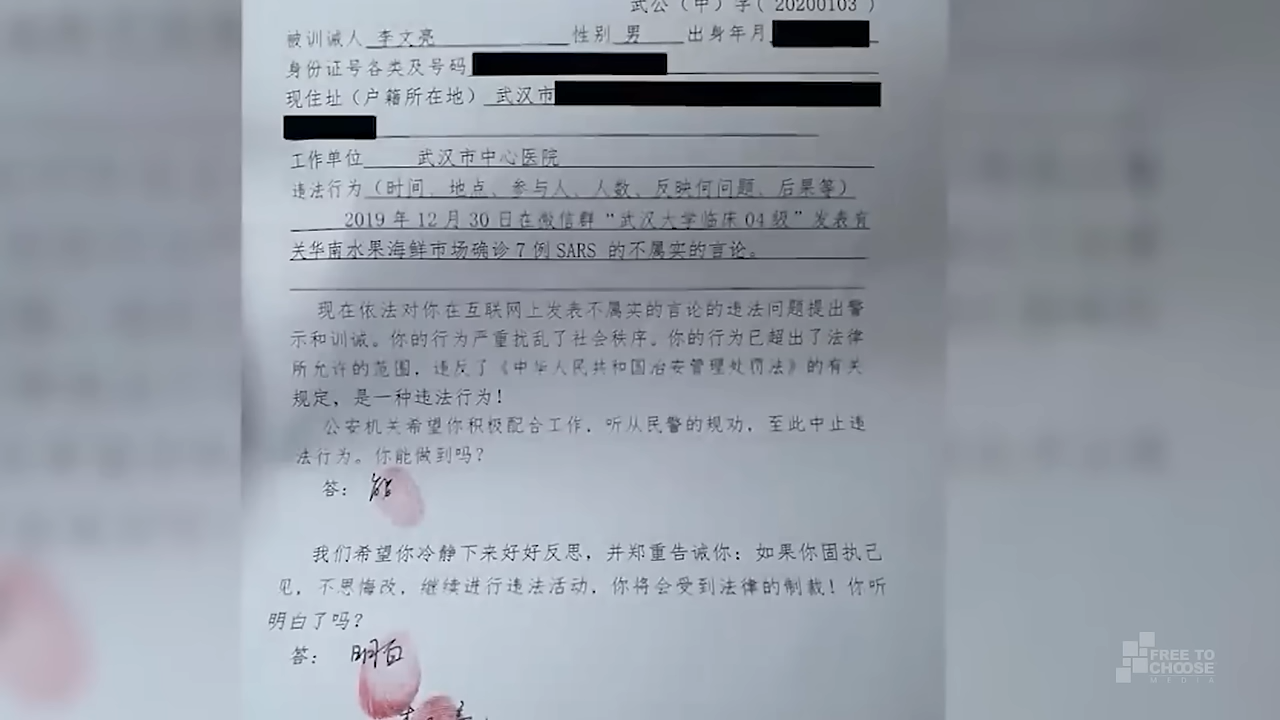 武公（中）字（20200103）
被训诫人 李文亮 性别 男 出身年月
身份证号各类及号码
现住址（户籍所在地） 武汉市
工作单位 武汉市中心医院
违法行为（时间、地点、参与人、人数、反映何问题、后果等）
2019年12月30日在微信群“武汉大学临床04级”发表有
关华南水果海鲜市场确诊7例SARS 的不属实的言论。
现在依法对你在互联网上发表不属实的言论的违法问题提出警
示和训诫。你的行为严重扰乱了社会秩序。你的行为已超出了法律
所允许的范围，违反了《中华人民共和国治安管理处罚法》的有关
规定，是一种违法行为！
公安机关希望你积极配合工作，听从民警的规劝，至此中止违
法行为。你能做到吗？
答： 能
我们希望你冷静下来好好反思，并郑重告诫你：如果你固执己
见，不思悔改，继续进行违法活动，你将会受到法律的制裁！你听
明白了吗？
答： 明白
FREE TO
CHOOSE
MEDIA